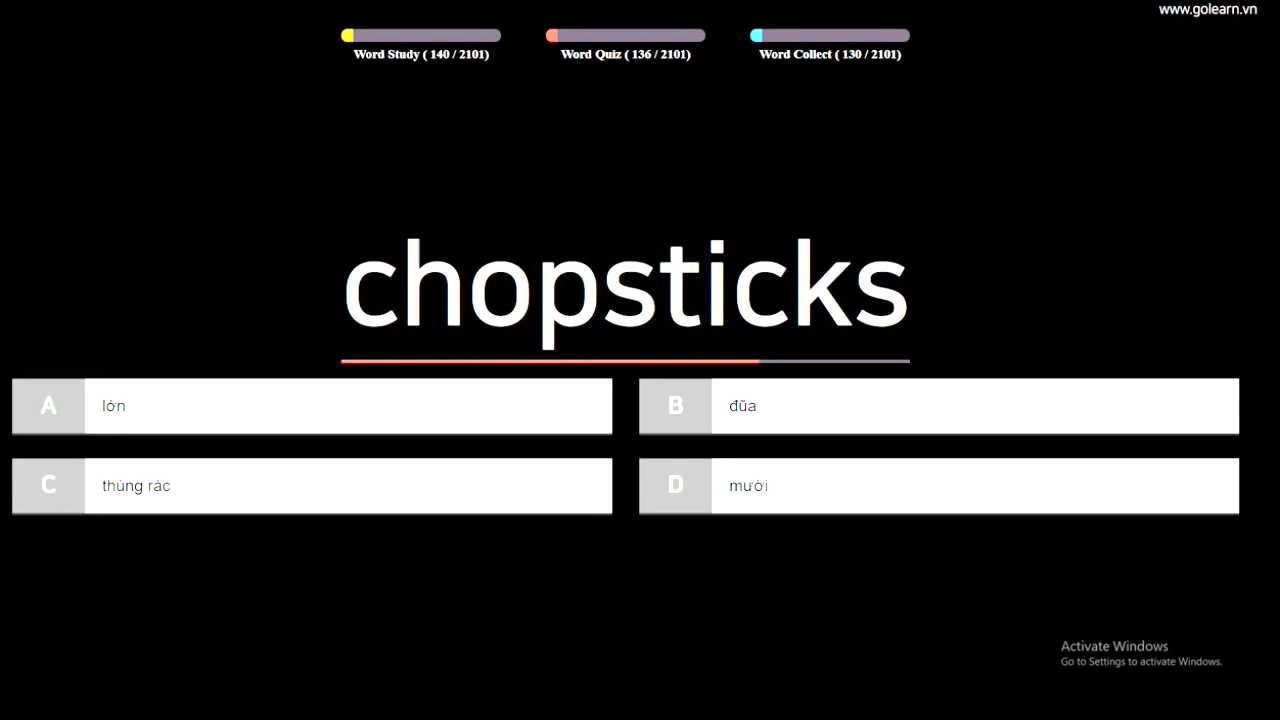 www.golearn.vn
Word Study ( 140 / 2101)
Word Quiz ( 136 / 2101)
Word Collect ( 130 / 2101)
chopsticks
A lớn
B đũa
C thùng rác
D mười
Activate Windows
Go to Settings to activate Windows.